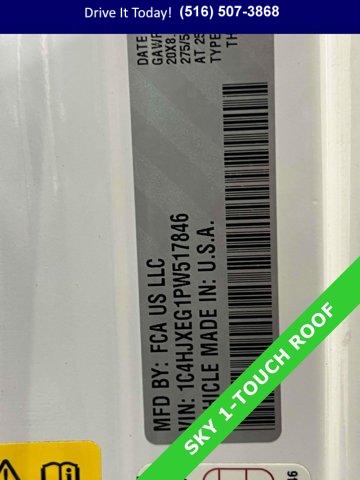 Drive It Today! (516) 507-3868
DATE
GAWR
20X8.
275/5
AT 25
TYPE
TH
MFD BY: FCA US LLC
VIN: 1C4HJXEG1PW517846
HICLE MADE IN: U.S.A.
SKY 1-TOUCH ROOF